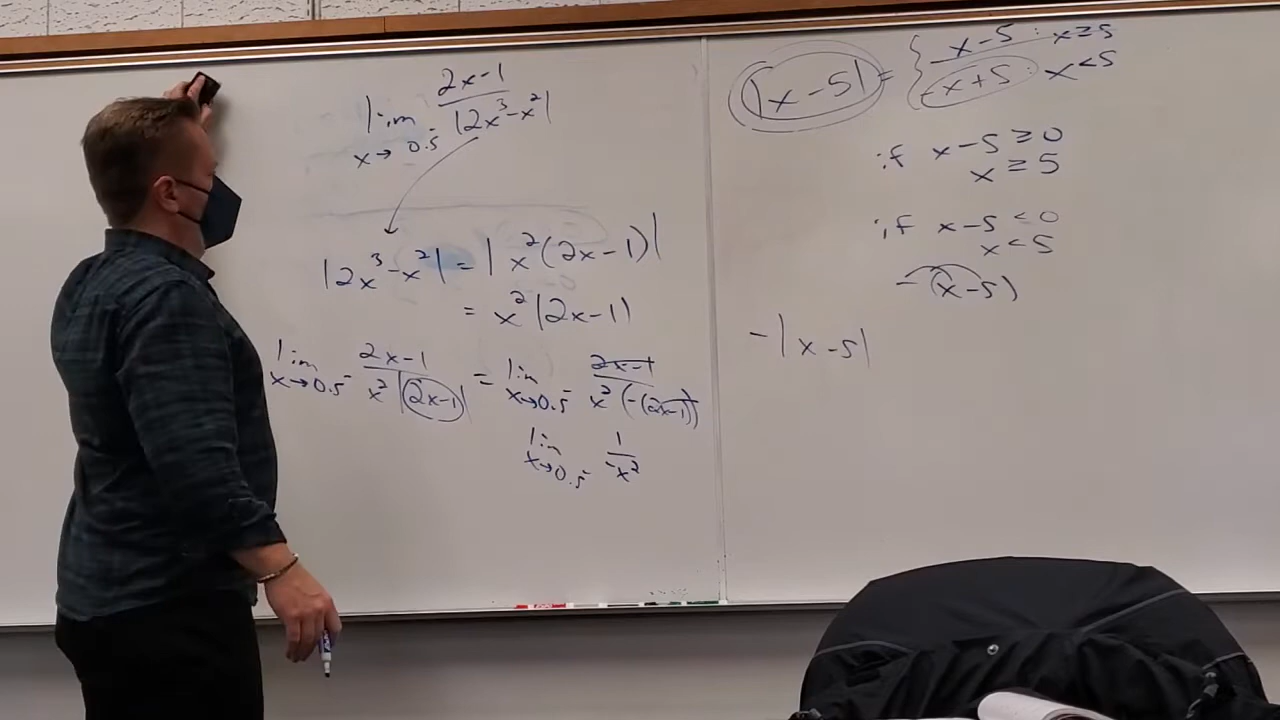 lim x→0.5⁻ (2x-1)/|2x³-x²|
|2x³-x²| = |x²(2x-1)|
= x²|2x-1|
lim x→0.5⁻ (2x-1)/(x²|2x-1|) = lim x→0.5⁻ (2x-1)/(x²(-(2x-1)))
lim x→0.5⁻ 1/(-x²)
|x-5| = { x-5 : x≥5
-x+5 : x<5
if x-5 ≥ 0
x ≥ 5
if x-5 < 0
x < 5
-(x-5)
-|x-5|